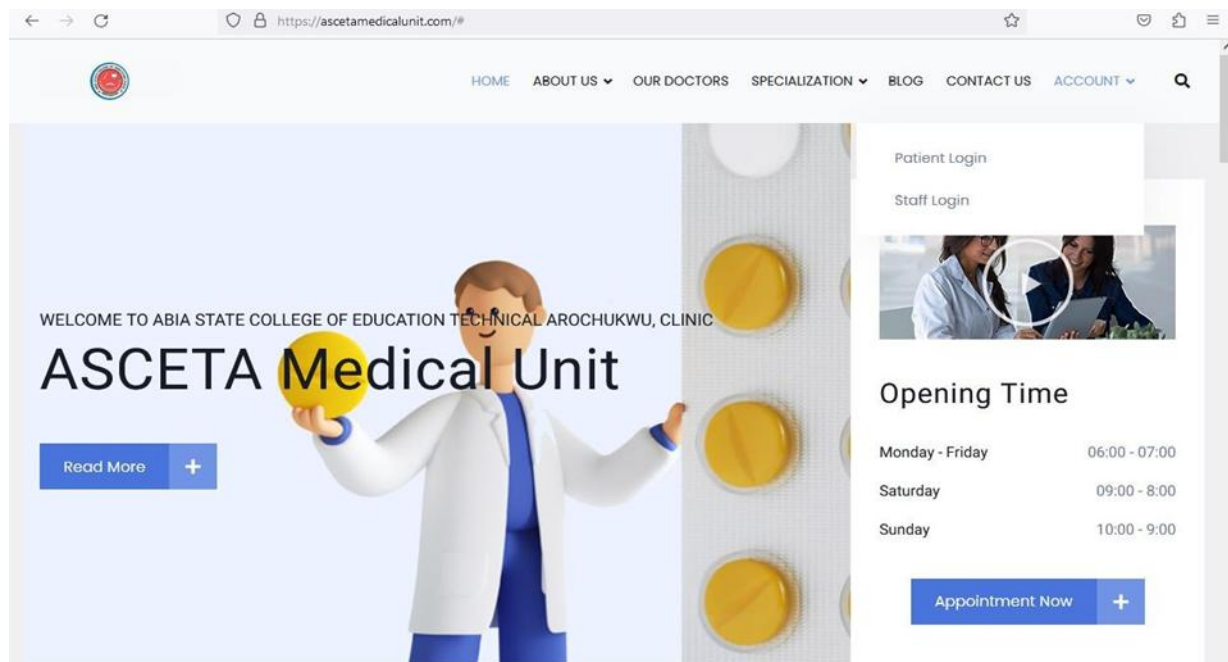 https://ascetamedicalunit.com/#
HOME ABOUT US OUR DOCTORS SPECIALIZATION BLOG CONTACT US ACCOUNT
Patient Login
Staff Login
WELCOME TO ABIA STATE COLLEGE OF EDUCATION TECHNICAL AROCHUKWU, CLINIC
ASCETA Medical Unit
Read More +
Opening Time
Monday - Friday 06:00 - 07:00
Saturday 09:00 - 8:00
Sunday 10:00 - 9:00
Appointment Now +